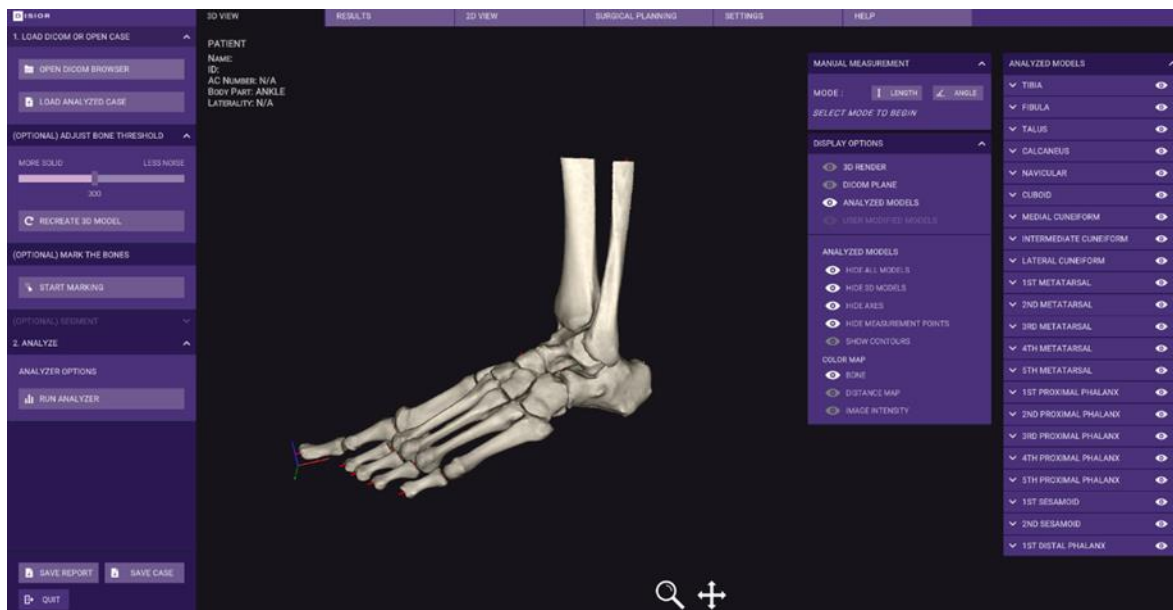 DISIOR
3D VIEW
RESULTS
2D VIEW
SURGICAL PLANNING
SETTINGS
HELP
1. LOAD DICOM OR OPEN CASE
OPEN DICOM BROWSER
LOAD ANALYZED CASE
(OPTIONAL) ADJUST BONE THRESHOLD
MORE SOLID LESS NOISE
300
RECREATE 3D MODEL
(OPTIONAL) MARK THE BONES
START MARKING
(OPTIONAL) SEGMENT
2. ANALYZE
ANALYZER OPTIONS
RUN ANALYZER
SAVE REPORT
SAVE CASE
QUIT
PATIENT
NAME:
ID:
AC NUMBER: N/A
BODY PART: ANKLE
LATERALITY: N/A
MANUAL MEASUREMENT
MODE : LENGTH ANGLE
SELECT MODE TO BEGIN
DISPLAY OPTIONS
3D RENDER
DICOM PLANE
ANALYZED MODELS
USER MODIFIED MODELS
ANALYZED MODELS
HIDE ALL MODELS
HIDE 3D MODELS
HIDE AXES
HIDE MEASUREMENT POINTS
SHOW CONTOURS
COLOR MAP
BONE
DISTANCE MAP
IMAGE INTENSITY
ANALYZED MODELS
TIBIA
FIBULA
TALUS
CALCANEUS
NAVICULAR
CUBOID
MEDIAL CUNEIFORM
INTERMEDIATE CUNEIFORM
LATERAL CUNEIFORM
1ST METATARSAL
2ND METATARSAL
3RD METATARSAL
4TH METATARSAL
5TH METATARSAL
1ST PROXIMAL PHALANX
2ND PROXIMAL PHALANX
3RD PROXIMAL PHALANX
4TH PROXIMAL PHALANX
5TH PROXIMAL PHALANX
1ST SESAMOID
2ND SESAMOID
1ST DISTAL PHALANX